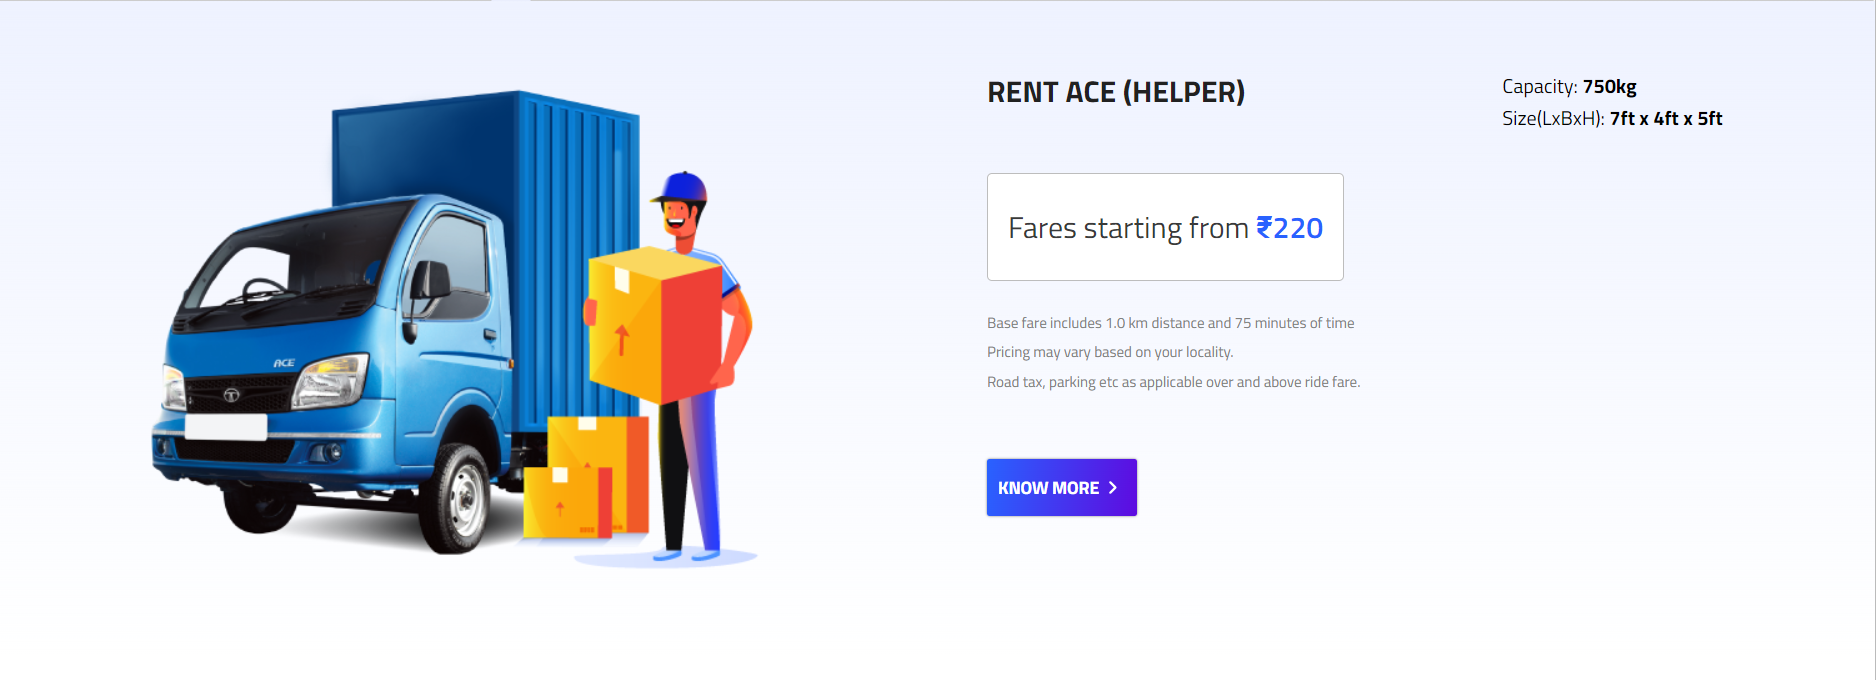 RENT ACE (HELPER)
Capacity: 750kg
Size(LxBxH): 7ft x 4ft x 5ft
Fares starting from ₹220
Base fare includes 1.0 km distance and 75 minutes of time
Pricing may vary based on your locality.
Road tax, parking etc as applicable over and above ride fare.
KNOW MORE
ACE